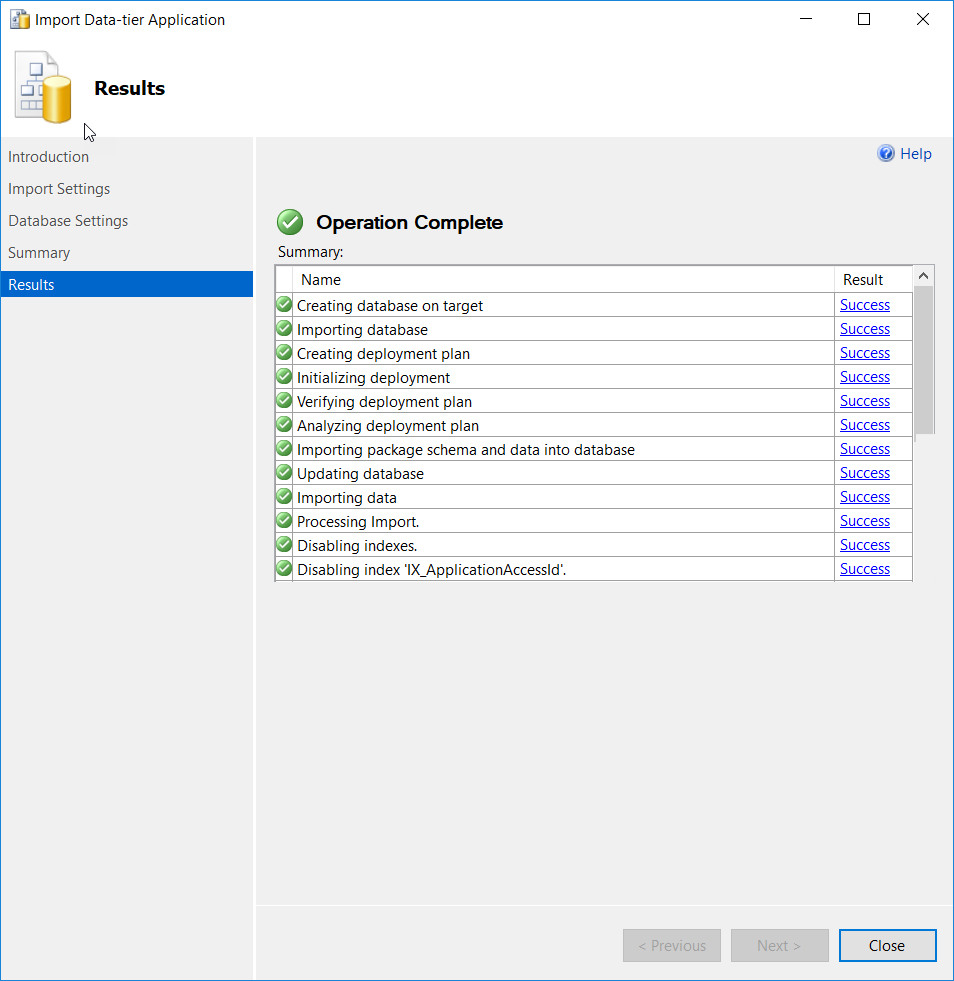 Import Data-tier Application
Results
Introduction
Import Settings
Database Settings
Summary
Results
Help
Operation Complete
Summary:
Name Result
Creating database on target Success
Importing database Success
Creating deployment plan Success
Initializing deployment Success
Verifying deployment plan Success
Analyzing deployment plan Success
Importing package schema and data into database Success
Updating database Success
Importing data Success
Processing Import. Success
Disabling indexes. Success
Disabling index 'IX_ApplicationAccessId'. Success
< Previous Next > Close